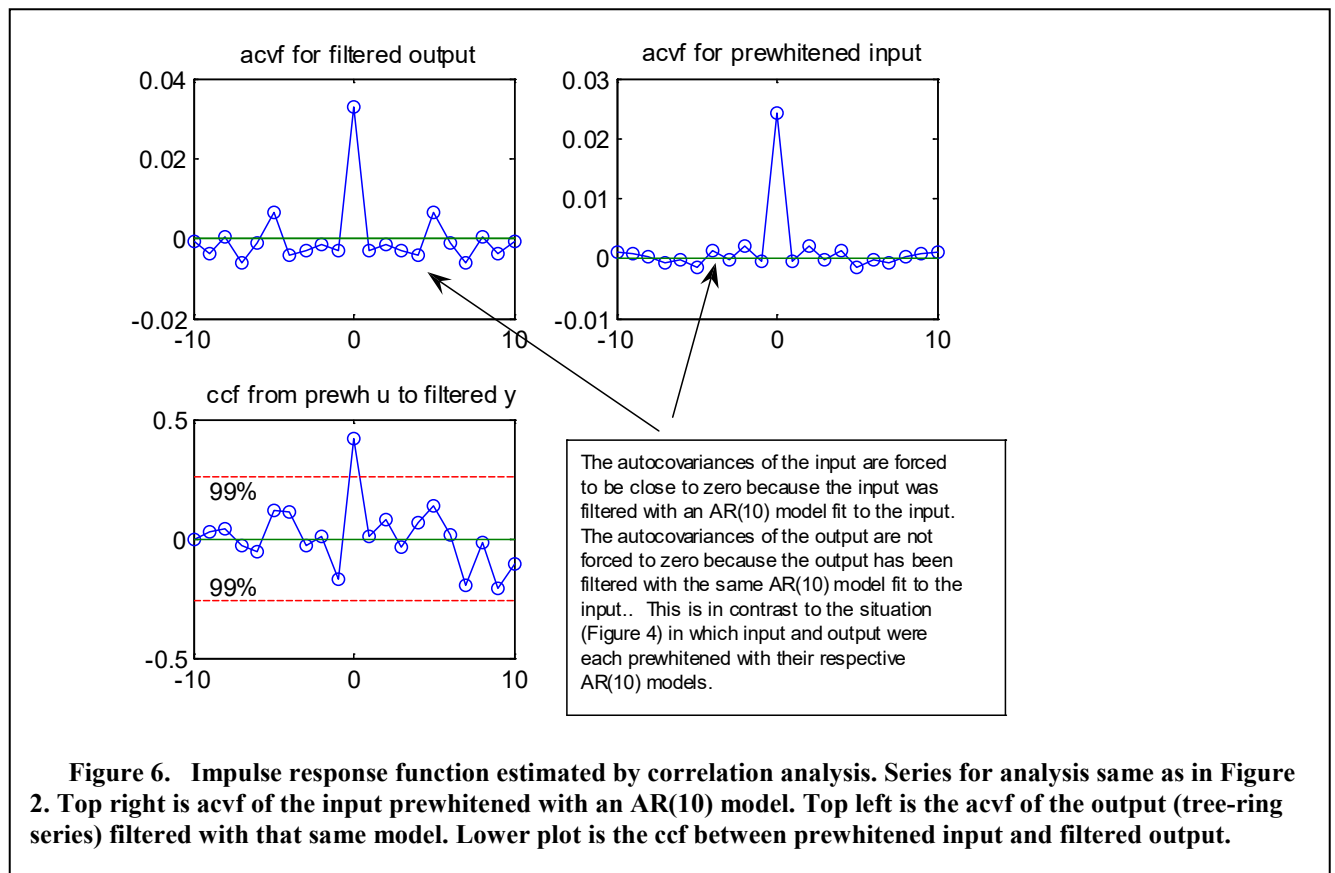 acvf for filtered output
0.04
0.02
0
-0.02
-10
0
10
acvf for prewhitened input
0.03
0.02
0.01
0
-0.01
-10
0
10
ccf from prewh u to filtered y
0.5
0
-0.5
99%
99%
-10
0
10
The autocovariances of the input are forced
to be close to zero because the input was
filtered with an AR(10) model fit to the input.
The autocovariances of the output are not
forced to zero because the output has been
filtered with the same AR(10) model fit to the
input.. This is in contrast to the situation
(Figure 4) in which input and output were
each prewhitened with their respective
AR(10) models.
Figure 6. Impulse response function estimated by correlation analysis. Series for analysis same as in Figure
2. Top right is acvf of the input prewhitened with an AR(10) model. Top left is the acvf of the output (tree-ring
series) filtered with that same model. Lower plot is the ccf between prewhitened input and filtered output.